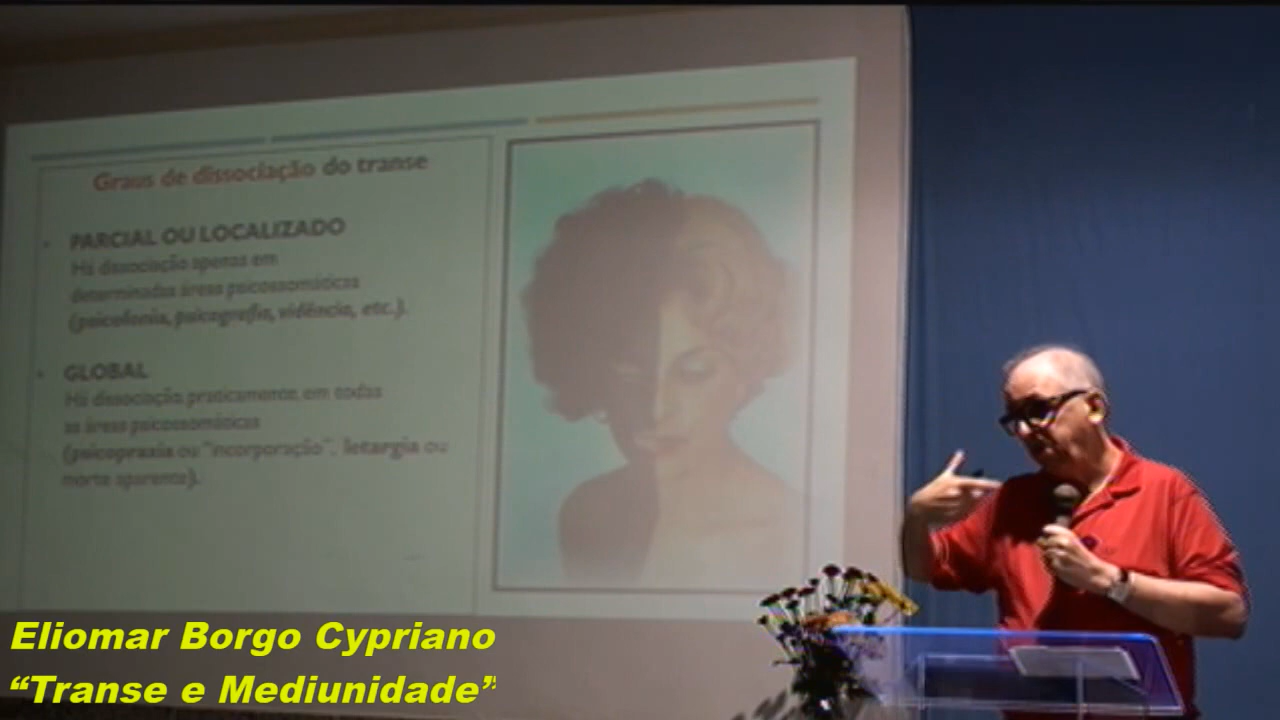 Graus de dissociação do transe
PARCIAL OU LOCALIZADO
Há dissociação apenas em
determinadas áreas psicossomáticas
(psicofonia, psicografia, vidência, etc.).
GLOBAL
Há dissociação praticamente em todas
as áreas psicossomáticas
(psicopraxia ou "incorporação", letargia ou
morte aparente).
Eliomar Borgo Cypriano
“Transe e Mediunidade”